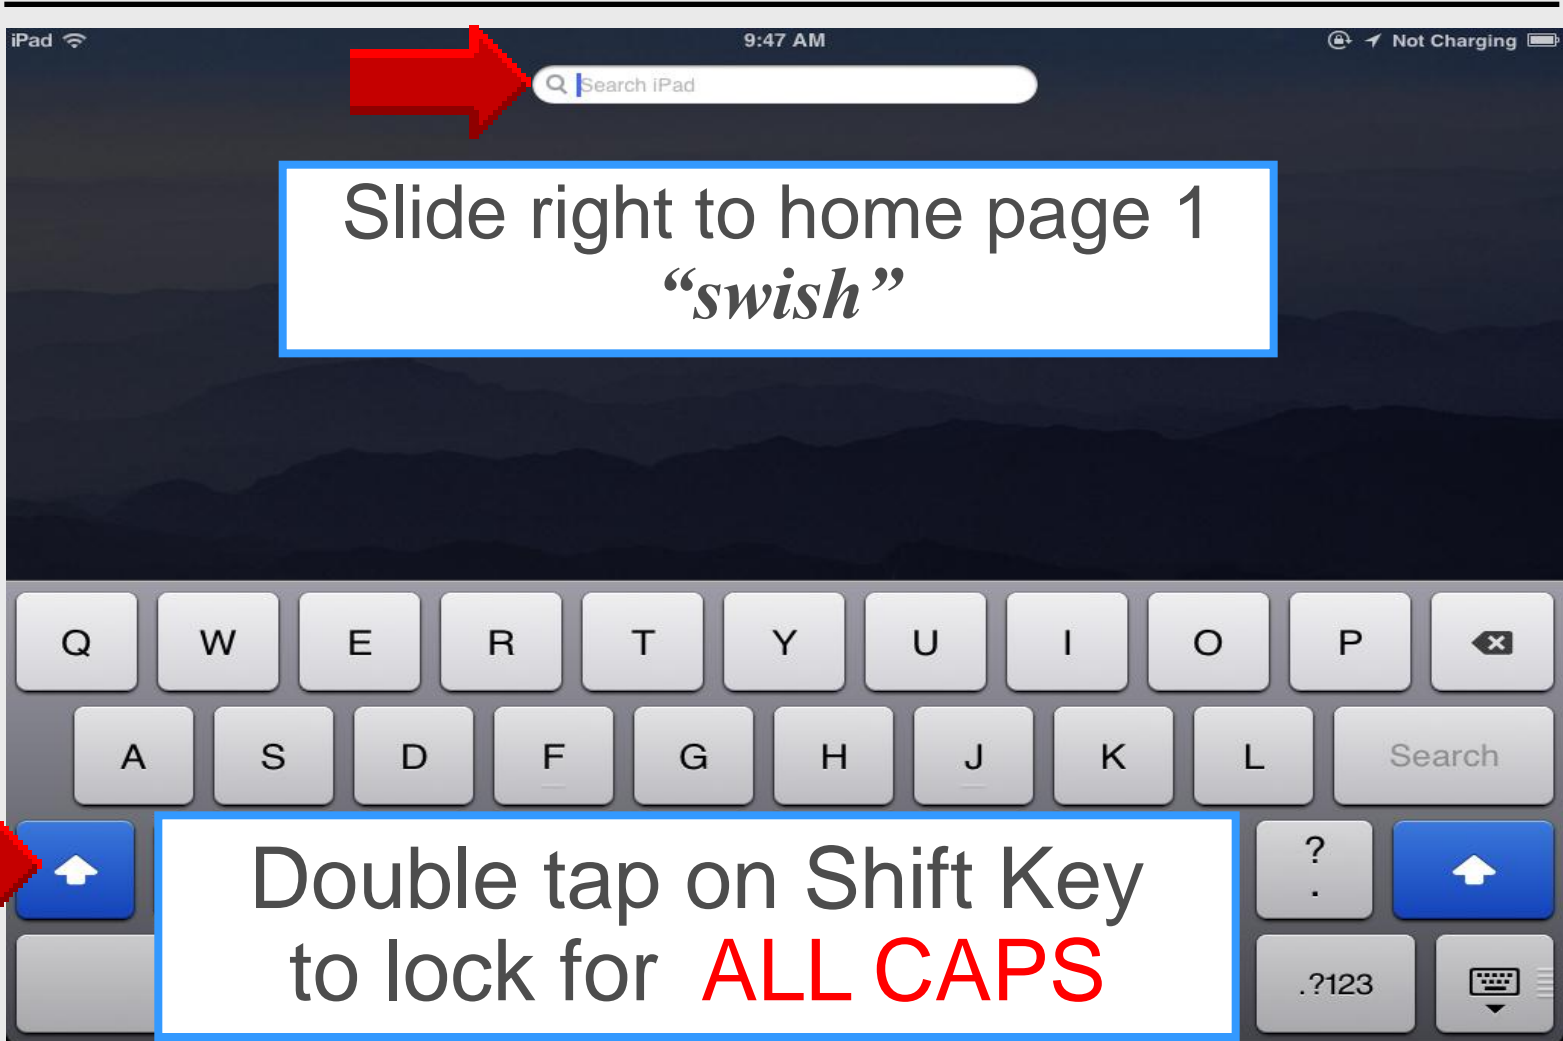 iPad 9:47 AM Not Charging
Search iPad
Slide right to home page 1
“swish”
Q W E R T Y U I O P
A S D F G H J K L Search
Double tap on Shift Key
to lock for ALL CAPS
?
.
.?123